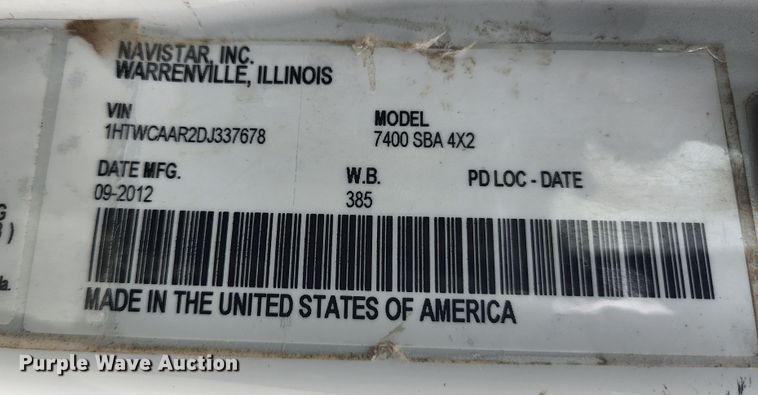 NAVISTAR, INC.
WARRENVILLE, ILLINOIS
VIN MODEL
1HTWCAAR2DJ337678 7400 SBA 4X2
DATE MFG. W.B. PD LOC - DATE
09-2012 385
MADE IN THE UNITED STATES OF AMERICA
Purple Wave Auction